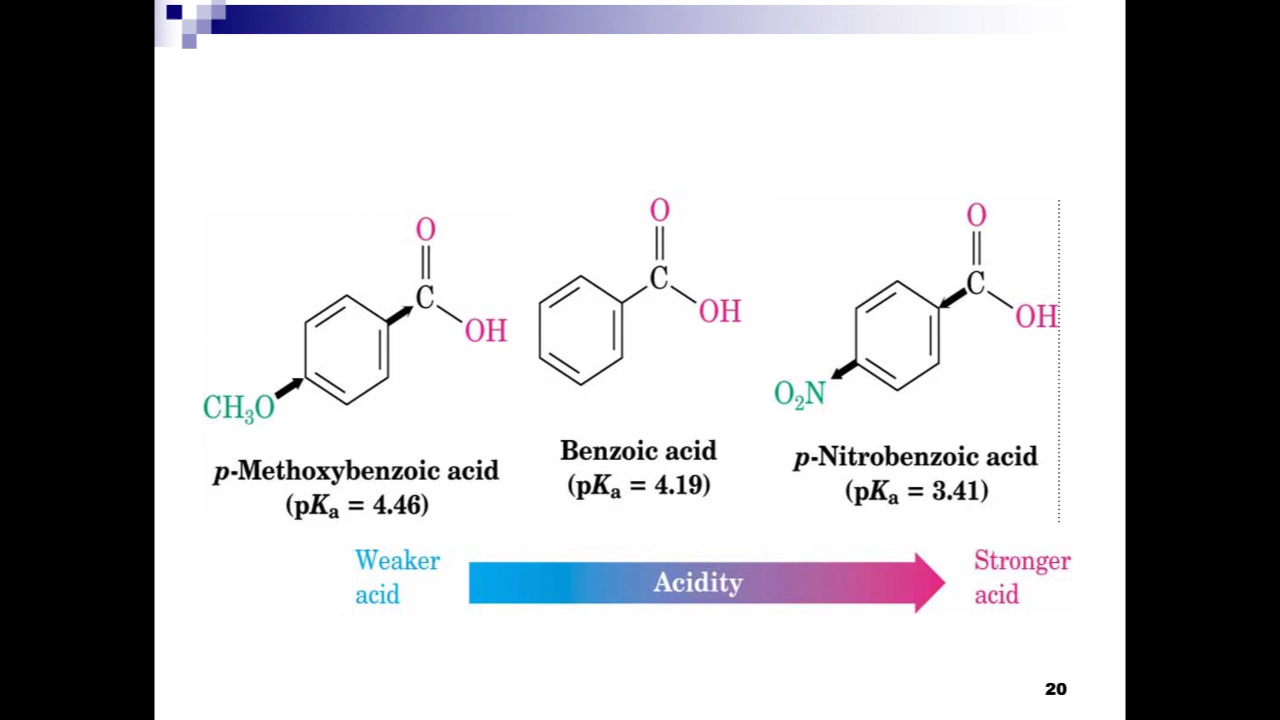 O
C
OH
CH₃O
p-Methoxybenzoic acid
(pKₐ = 4.46)
O
C
OH
Benzoic acid
(pKₐ = 4.19)
O
C
OH
O₂N
p-Nitrobenzoic acid
(pKₐ = 3.41)
Weaker
acid
Acidity
Stronger
acid
20